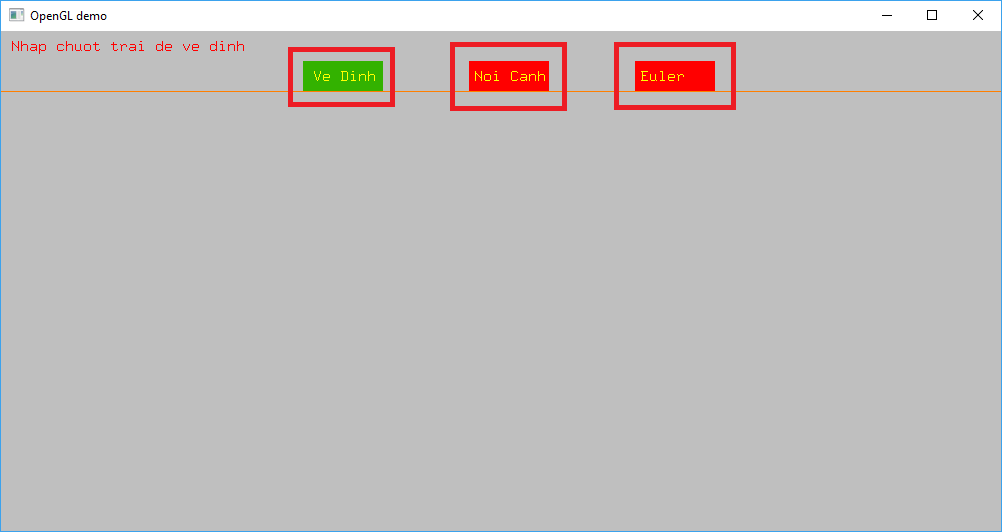 OpenGL demo
Nhap chuot trai de ve dinh
Ve Dinh
Noi Canh
Euler